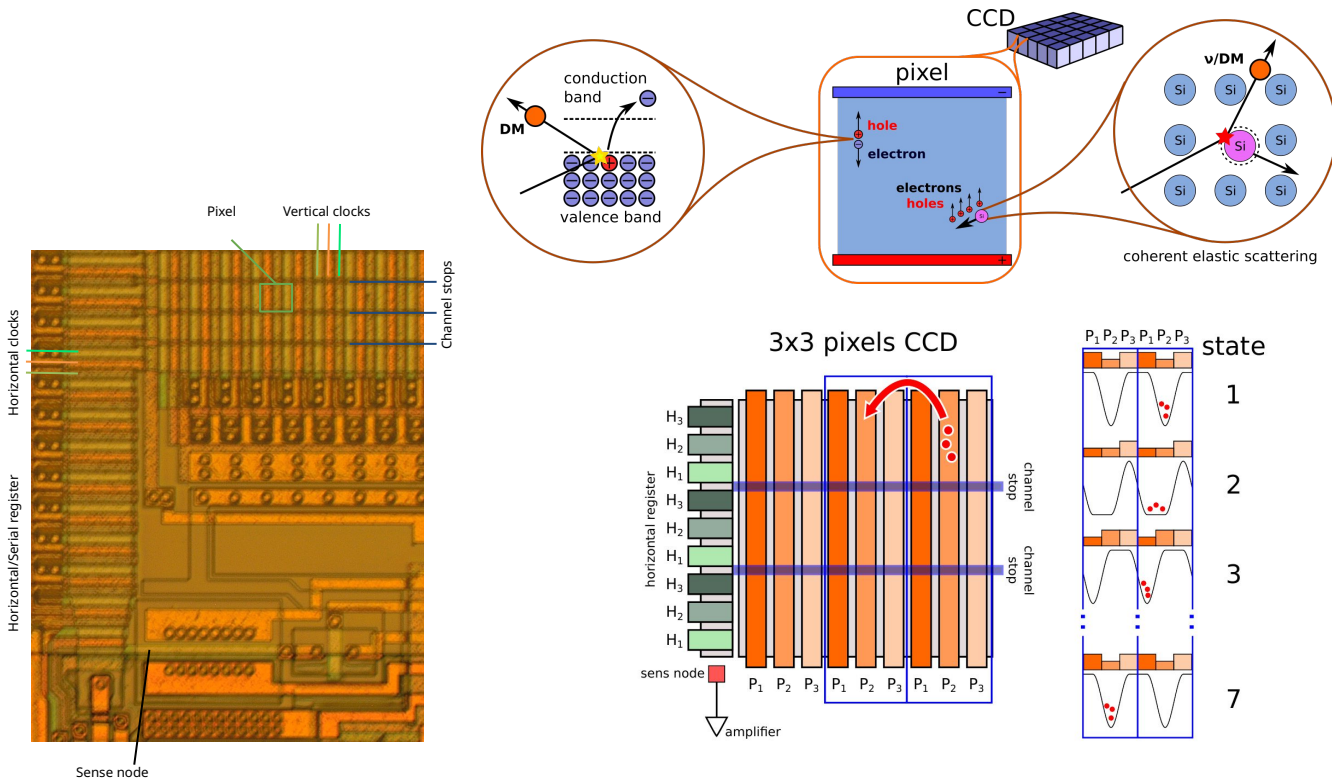 Pixel
Vertical clocks
Channel stops
Horizontal clocks
Horizontal/Serial register
Sense node
CCD
pixel
−
hole
+
−
electron
electrons
holes
Si
+
conduction
band
−
DM
+
valence band
ν/DM
Si Si Si
Si Si Si
Si Si Si
coherent elastic scattering
3x3 pixels CCD
H3
H2
H1
H3
H2
H1
H3
H2
H1
horizontal register
channel
stop
channel
stop
sens node
P1 P2 P3 P1 P2 P3 P1 P2 P3
amplifier
P1 P2 P3 P1 P2 P3
state
1
2
3
7